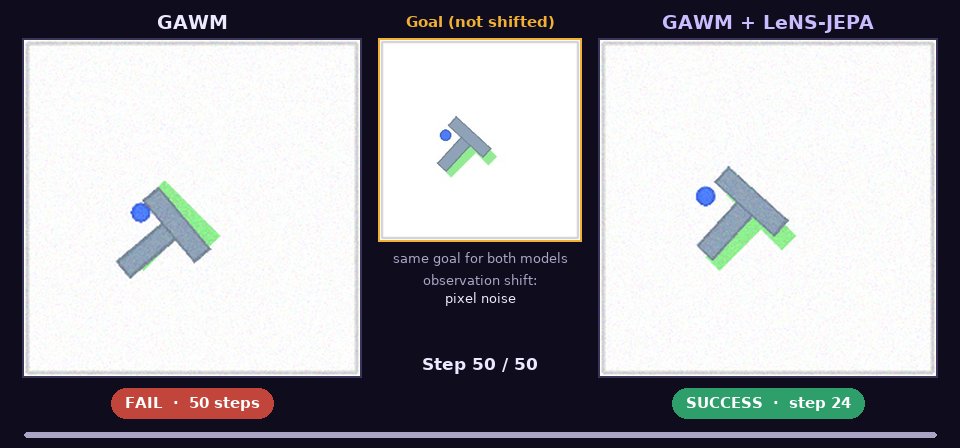 GAWM
Goal (not shifted)
GAWM + LeNS-JEPA
same goal for both models
observation shift:
pixel noise
Step 50 / 50
FAIL · 50 steps
SUCCESS · step 24